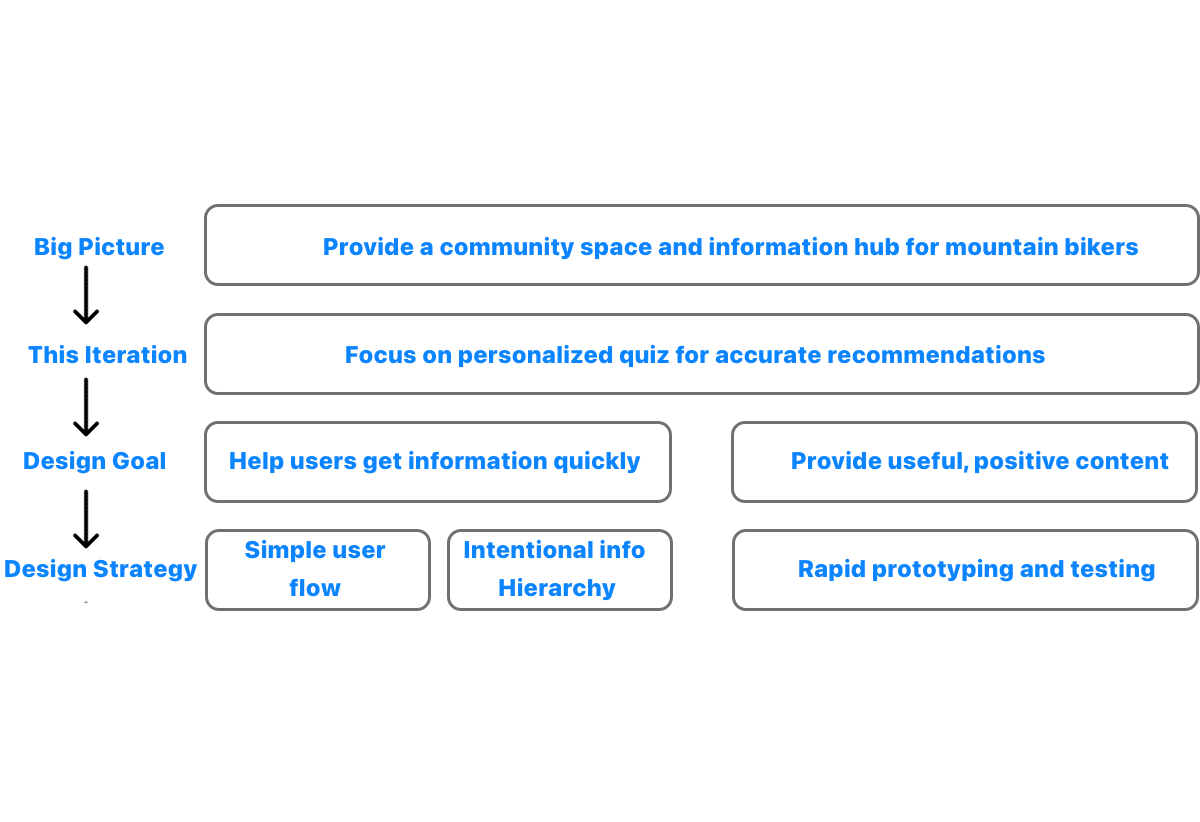 Big Picture
Provide a community space and information hub for mountain bikers
This Iteration
Focus on personalized quiz for accurate recommendations
Design Goal
Help users get information quickly
Provide useful, positive content
Design Strategy
Simple user
flow
Intentional info
Hierarchy
Rapid prototyping and testing